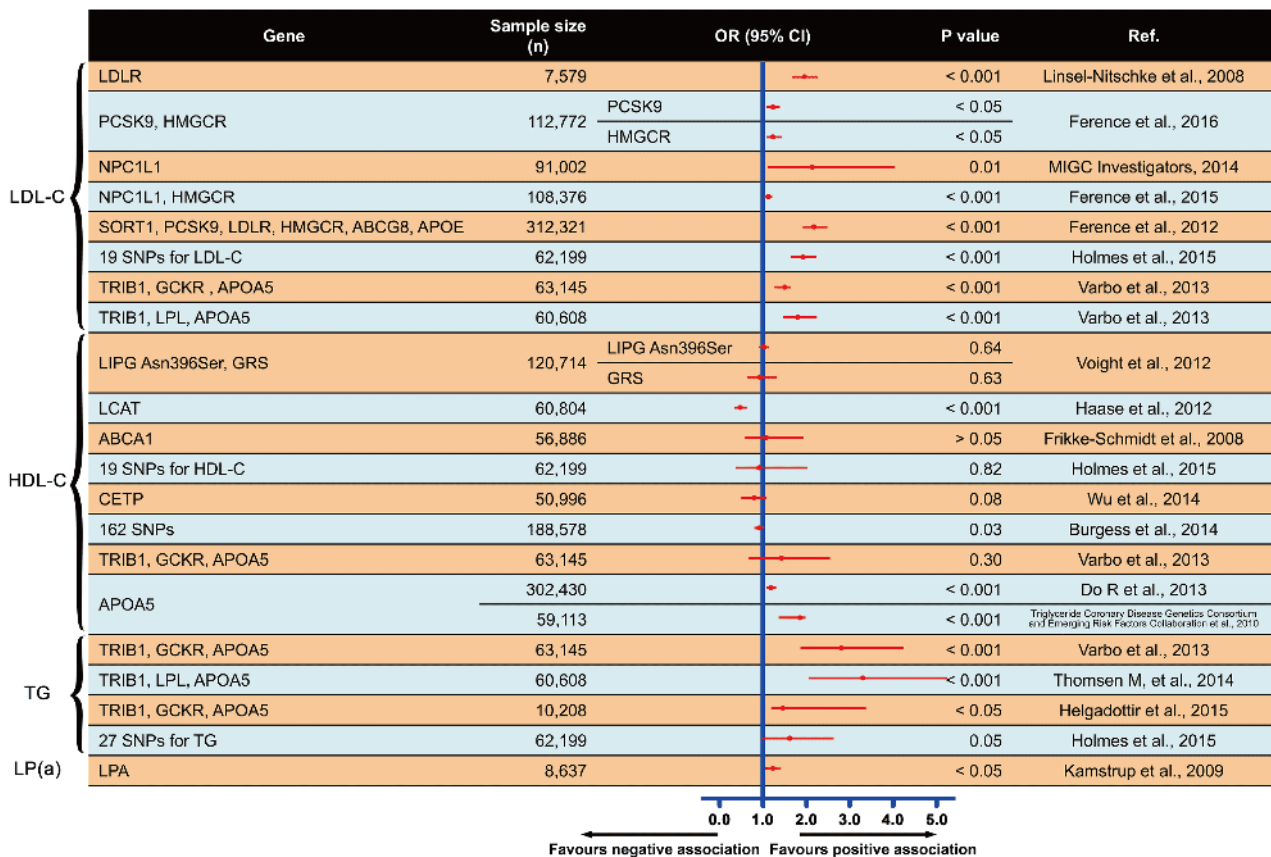 Gene Sample size (n) OR (95% CI) P value Ref.
LDL-C
LDLR 7,579 < 0.001 Linsel-Nitschke et al., 2008
PCSK9, HMGCR 112,772 PCSK9 < 0.05 Ference et al., 2016
HMGCR < 0.05
NPC1L1 91,002 0.01 MIGC Investigators, 2014
NPC1L1, HMGCR 108,376 < 0.001 Ference et al., 2015
SORT1, PCSK9, LDLR, HMGCR, ABCG8, APOE 312,321 < 0.001 Ference et al., 2012
19 SNPs for LDL-C 62,199 < 0.001 Holmes et al., 2015
TRIB1, GCKR , APOA5 63,145 < 0.001 Varbo et al., 2013
TRIB1, LPL, APOA5 60,608 < 0.001 Varbo et al., 2013
HDL-C
LIPG Asn396Ser, GRS 120,714 LIPG Asn396Ser 0.64 Voight et al., 2012
GRS 0.63
LCAT 60,804 < 0.001 Haase et al., 2012
ABCA1 56,886 > 0.05 Frikke-Schmidt et al., 2008
19 SNPs for HDL-C 62,199 0.82 Holmes et al., 2015
CETP 50,996 0.08 Wu et al., 2014
162 SNPs 188,578 0.03 Burgess et al., 2014
TRIB1, GCKR, APOA5 63,145 0.30 Varbo et al., 2013
APOA5 302,430 < 0.001 Do R et al., 2013
59,113 < 0.001 Triglyceride Coronary Disease Genetics Consortium
and Emerging Risk Factors Collaboration et al., 2010
TG
TRIB1, GCKR, APOA5 63,145 < 0.001 Varbo et al., 2013
TRIB1, LPL, APOA5 60,608 < 0.001 Thomsen M, et al., 2014
TRIB1, GCKR, APOA5 10,208 < 0.05 Helgadottir et al., 2015
27 SNPs for TG 62,199 0.05 Holmes et al., 2015
LP(a)
LPA 8,637 < 0.05 Kamstrup et al., 2009
0.0 1.0 2.0 3.0 4.0 5.0
Favours negative association Favours positive association